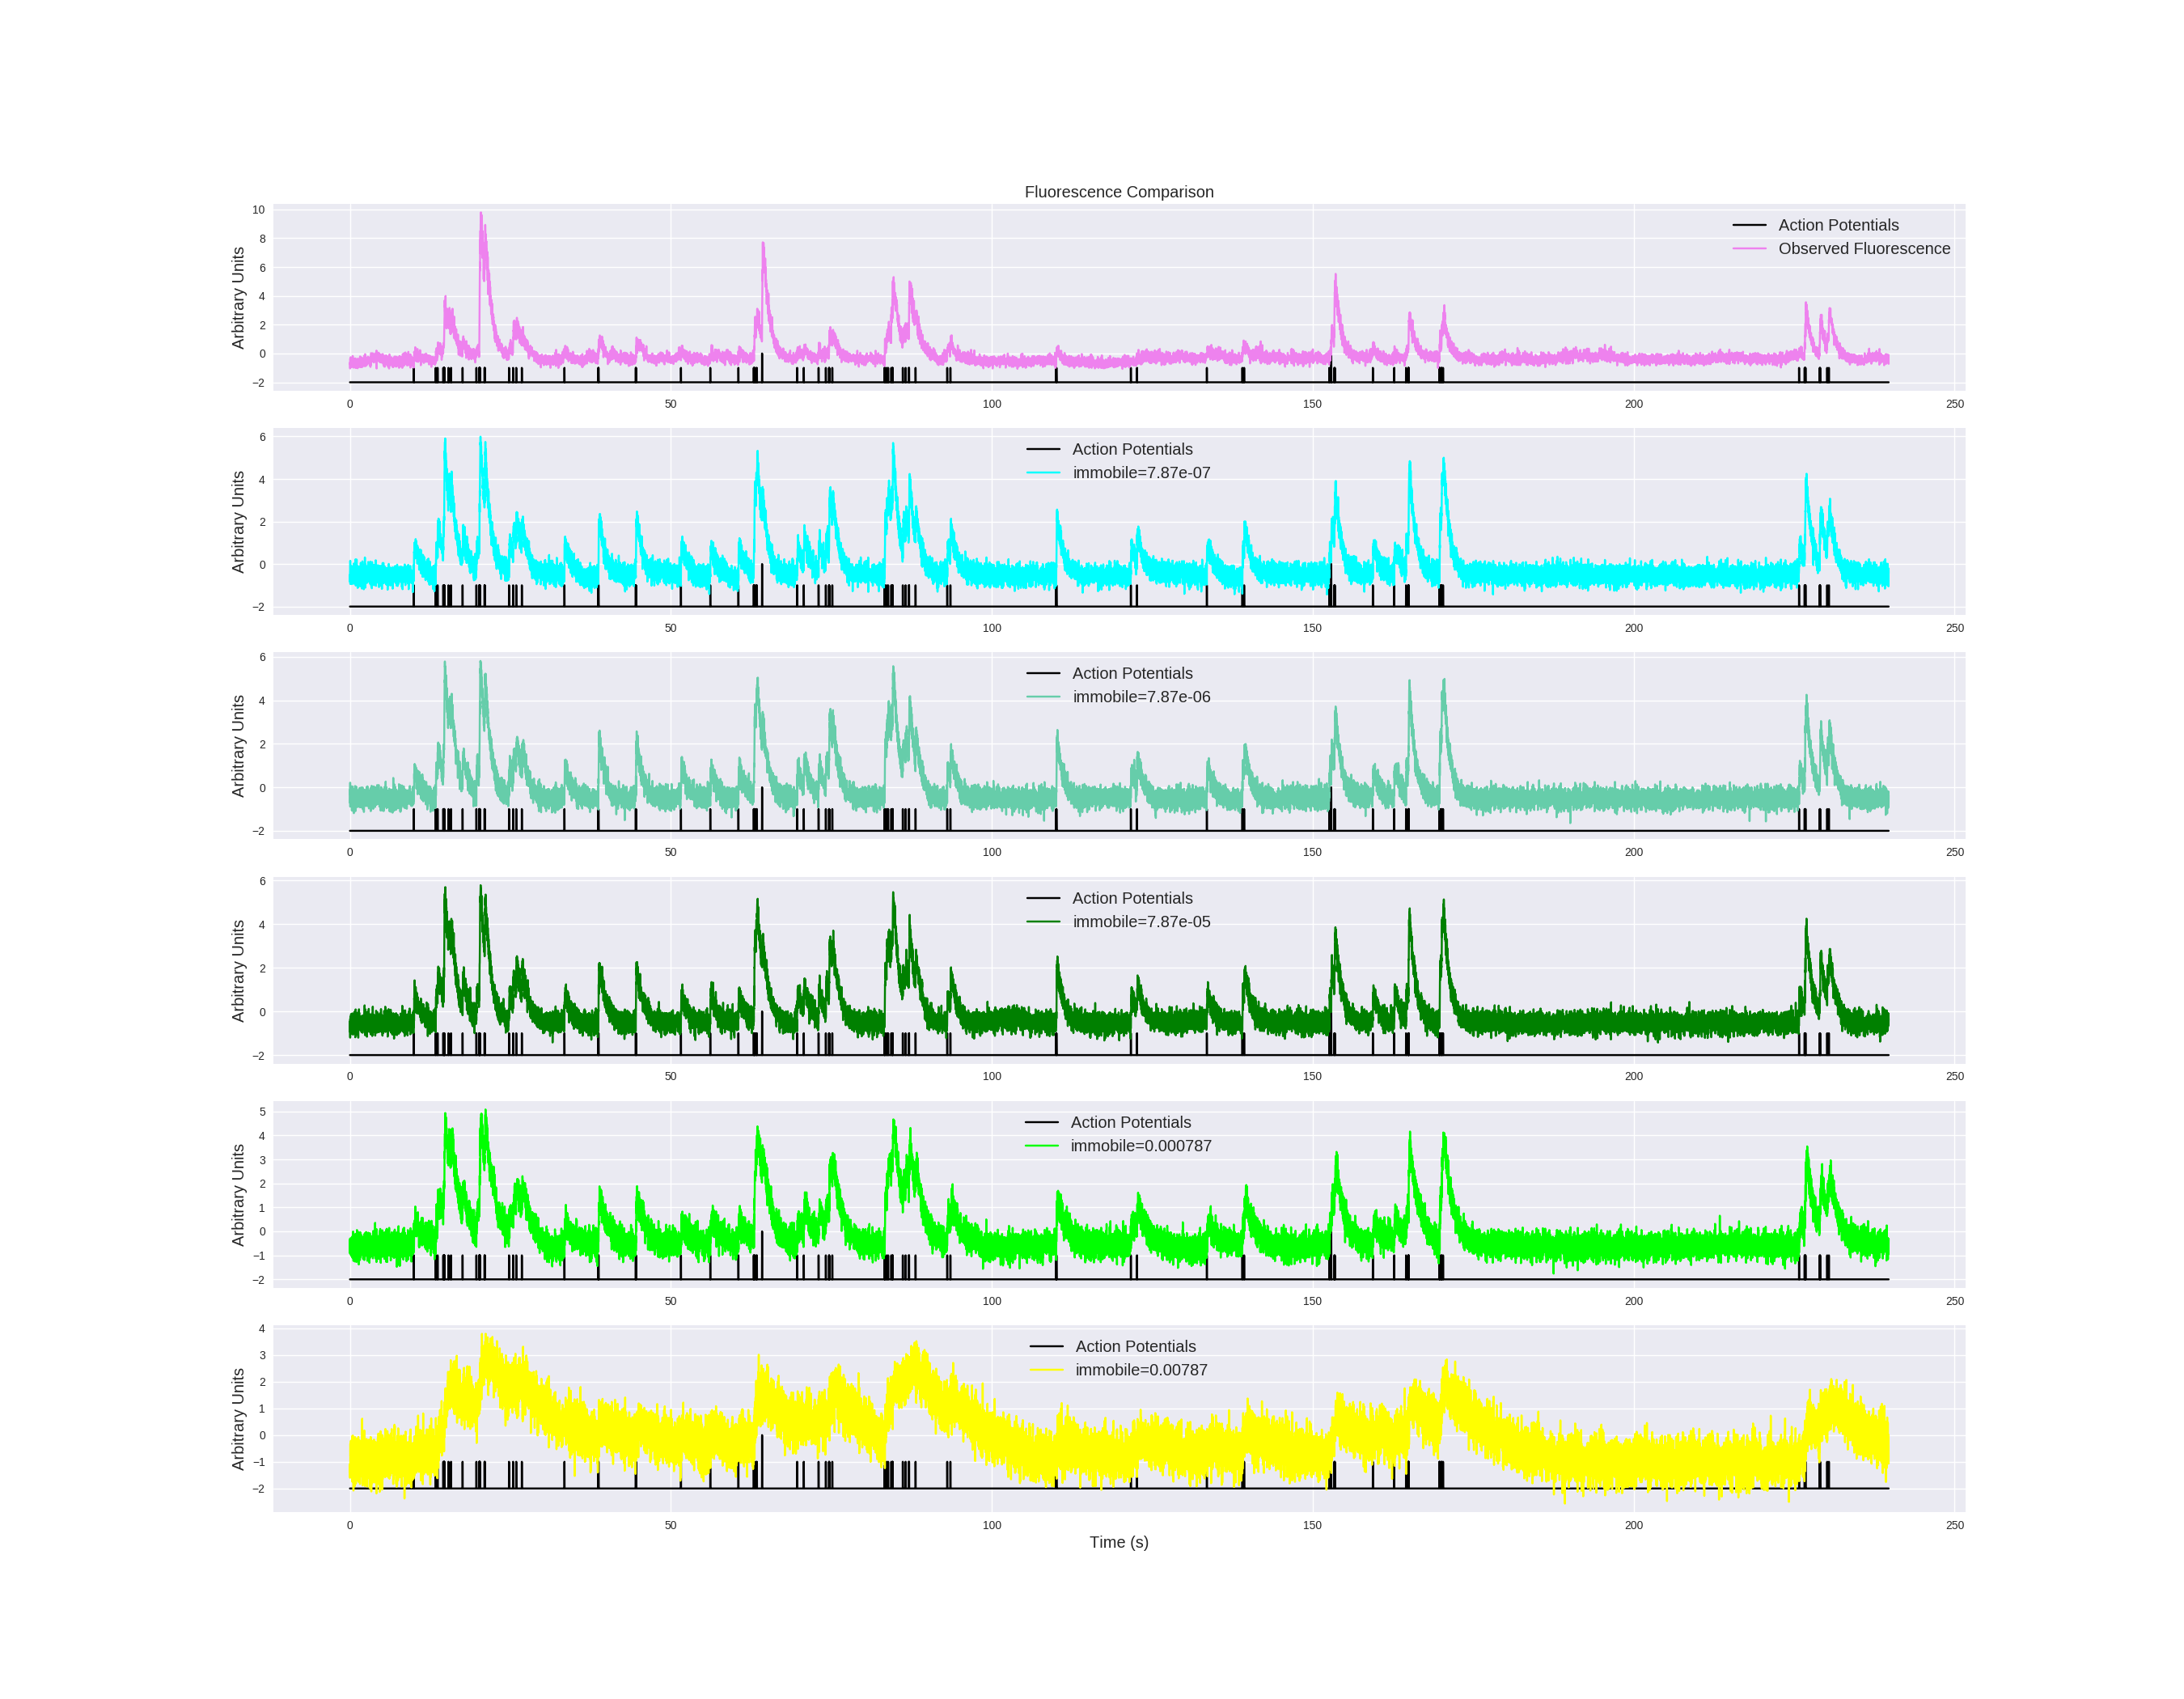 Fluorescence Comparison
10
8
6
4
2
0
−2
Arbitrary Units
Action Potentials
Observed Fluorescence
0 50 100 150 200 250
6
4
2
0
−2
Arbitrary Units
Action Potentials
immobile=7.87e-07
0 50 100 150 200 250
6
4
2
0
−2
Arbitrary Units
Action Potentials
immobile=7.87e-06
0 50 100 150 200 250
6
4
2
0
−2
Arbitrary Units
Action Potentials
immobile=7.87e-05
0 50 100 150 200 250
5
4
3
2
1
0
−1
−2
Arbitrary Units
Action Potentials
immobile=0.000787
0 50 100 150 200 250
4
3
2
1
0
−1
−2
Arbitrary Units
Action Potentials
immobile=0.00787
0 50 100 150 200 250
Time (s)